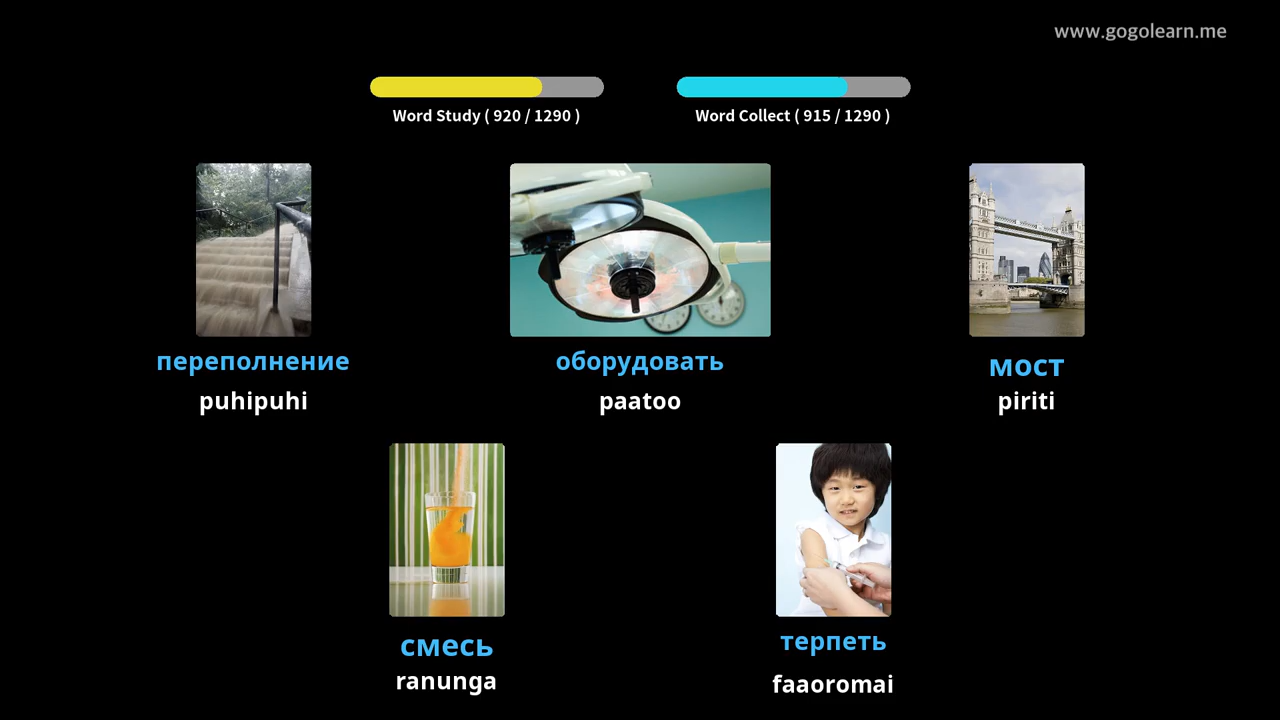 www.gogolearn.me
Word Study ( 920 / 1290 )
Word Collect ( 915 / 1290 )
переполнение
puhipuhi
оборудовать
paatoo
мост
piriti
смесь
ranunga
терпеть
faaoromai